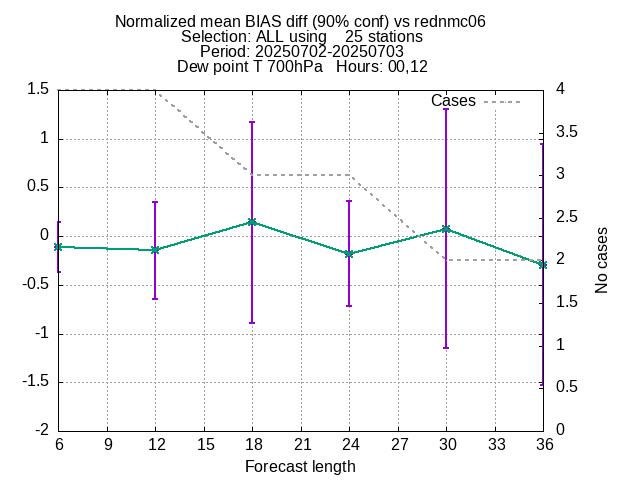 Normalized mean BIAS diff (90% conf) vs rednmc06
Selection: ALL using    25 stations
Period: 20250702-20250703
Dew point T 700hPa   Hours: 00,12
Cases
1.5
1
0.5
0
-0.5
-1
-1.5
-2
4
3.5
3
2.5
2
1.5
1
0.5
0
No cases
6 9 12 15 18 21 24 27 30 33 36
Forecast length